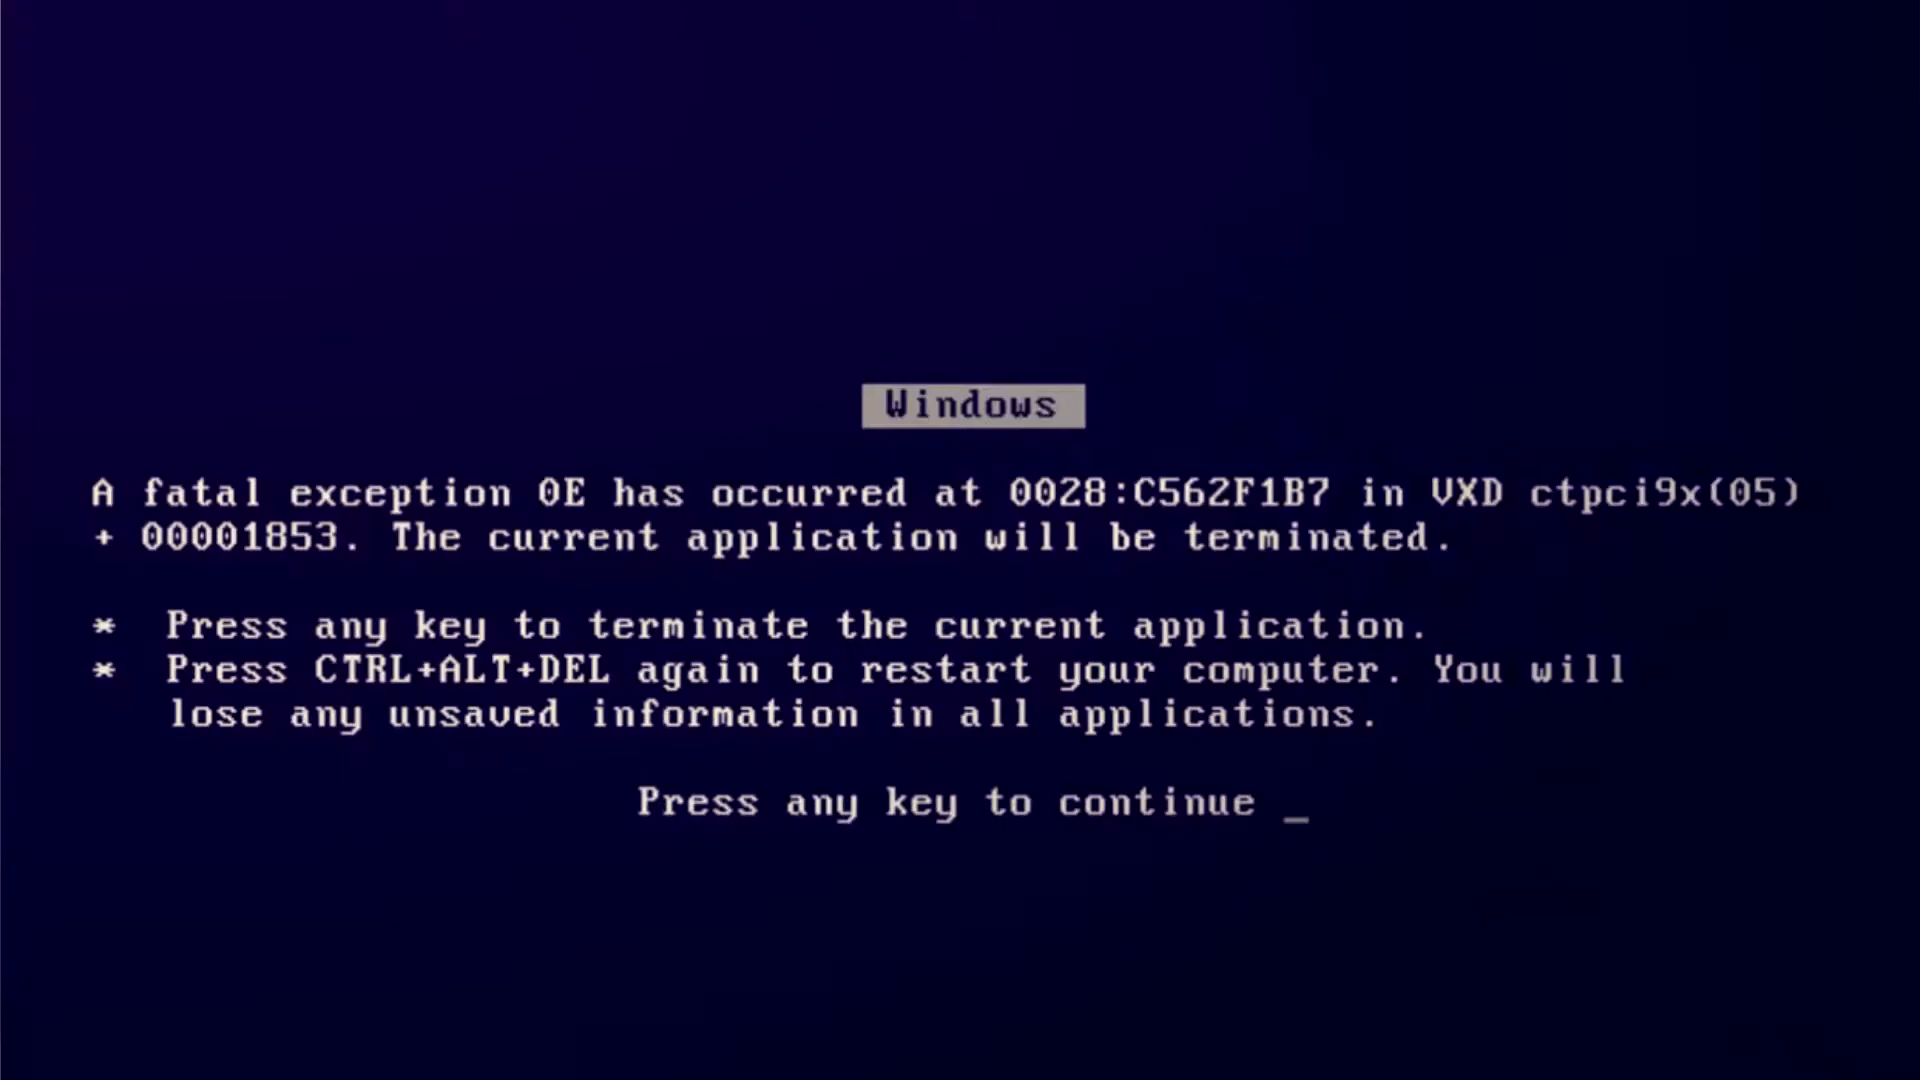 Windows
A fatal exception 0E has occurred at 0028:C562F1B7 in VXD ctpci9x(05)
+ 00001853. The current application will be terminated.
* Press any key to terminate the current application.
* Press CTRL+ALT+DEL again to restart your computer. You will
lose any unsaved information in all applications.
Press any key to continue _